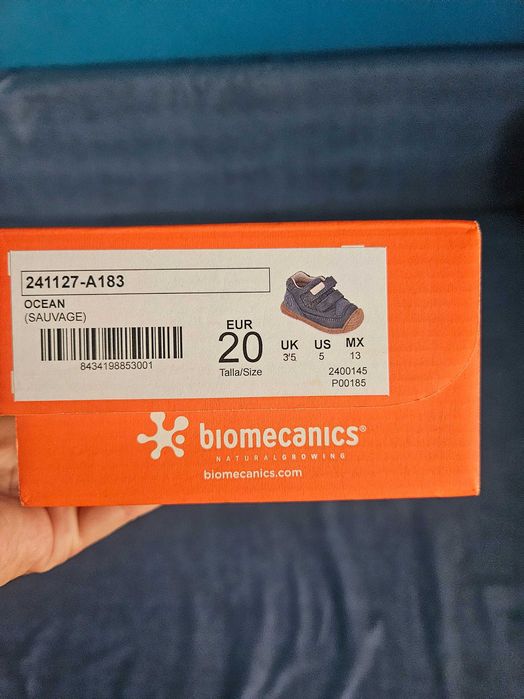 241127-A183
OCEAN
(SAUVAGE)
8434198853001
EUR
20
Talla/Size
UK US MX
3'5 5 13
2400145
P00185
biomecanics®
NATURALGROWING
biomecanics.com